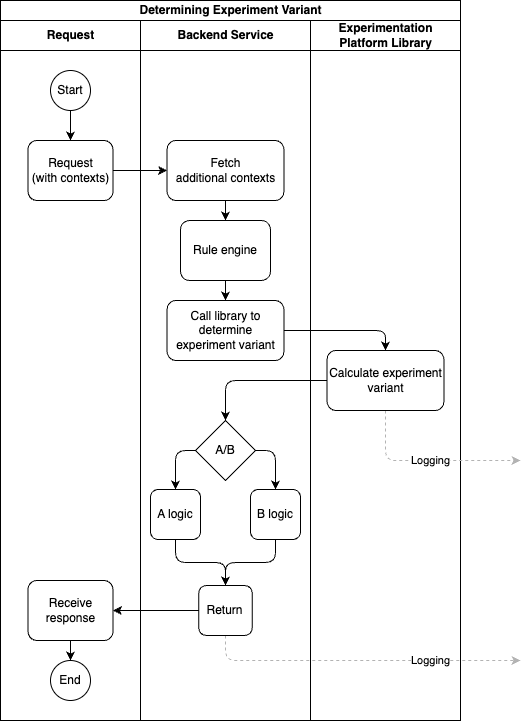 Determining Experiment Variant
Request
Backend Service
Experimentation
Platform Library
Start
Request
(with contexts)
Fetch
additional contexts
Rule engine
Call library to
determine
experiment variant
Calculate experiment
variant
A/B
Logging
A logic
B logic
Receive
response
Return
Logging
End